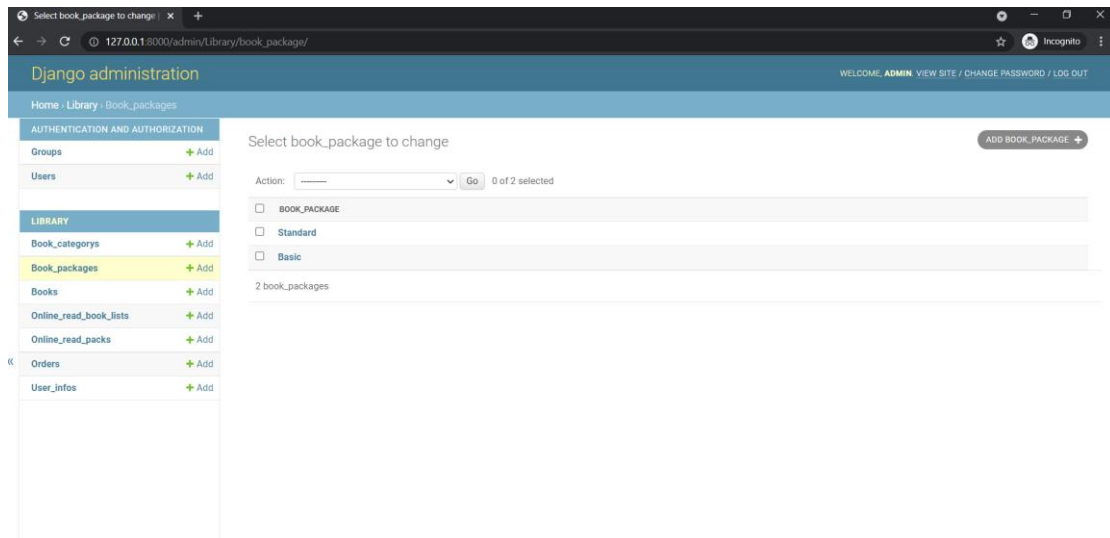 Select book_package to change |
127.0.0.1:8000/admin/Library/book_package/
Incognito
Django administration
WELCOME, ADMIN. VIEW SITE / CHANGE PASSWORD / LOG OUT
Home › Library › Book_packages
AUTHENTICATION AND AUTHORIZATION
Groups + Add
Users + Add
LIBRARY
Book_categorys + Add
Book_packages + Add
Books + Add
Online_read_book_lists + Add
Online_read_packs + Add
Orders + Add
User_infos + Add
«
Select book_package to change
ADD BOOK_PACKAGE +
Action: --------- Go 0 of 2 selected
BOOK_PACKAGE
Standard
Basic
2 book_packages